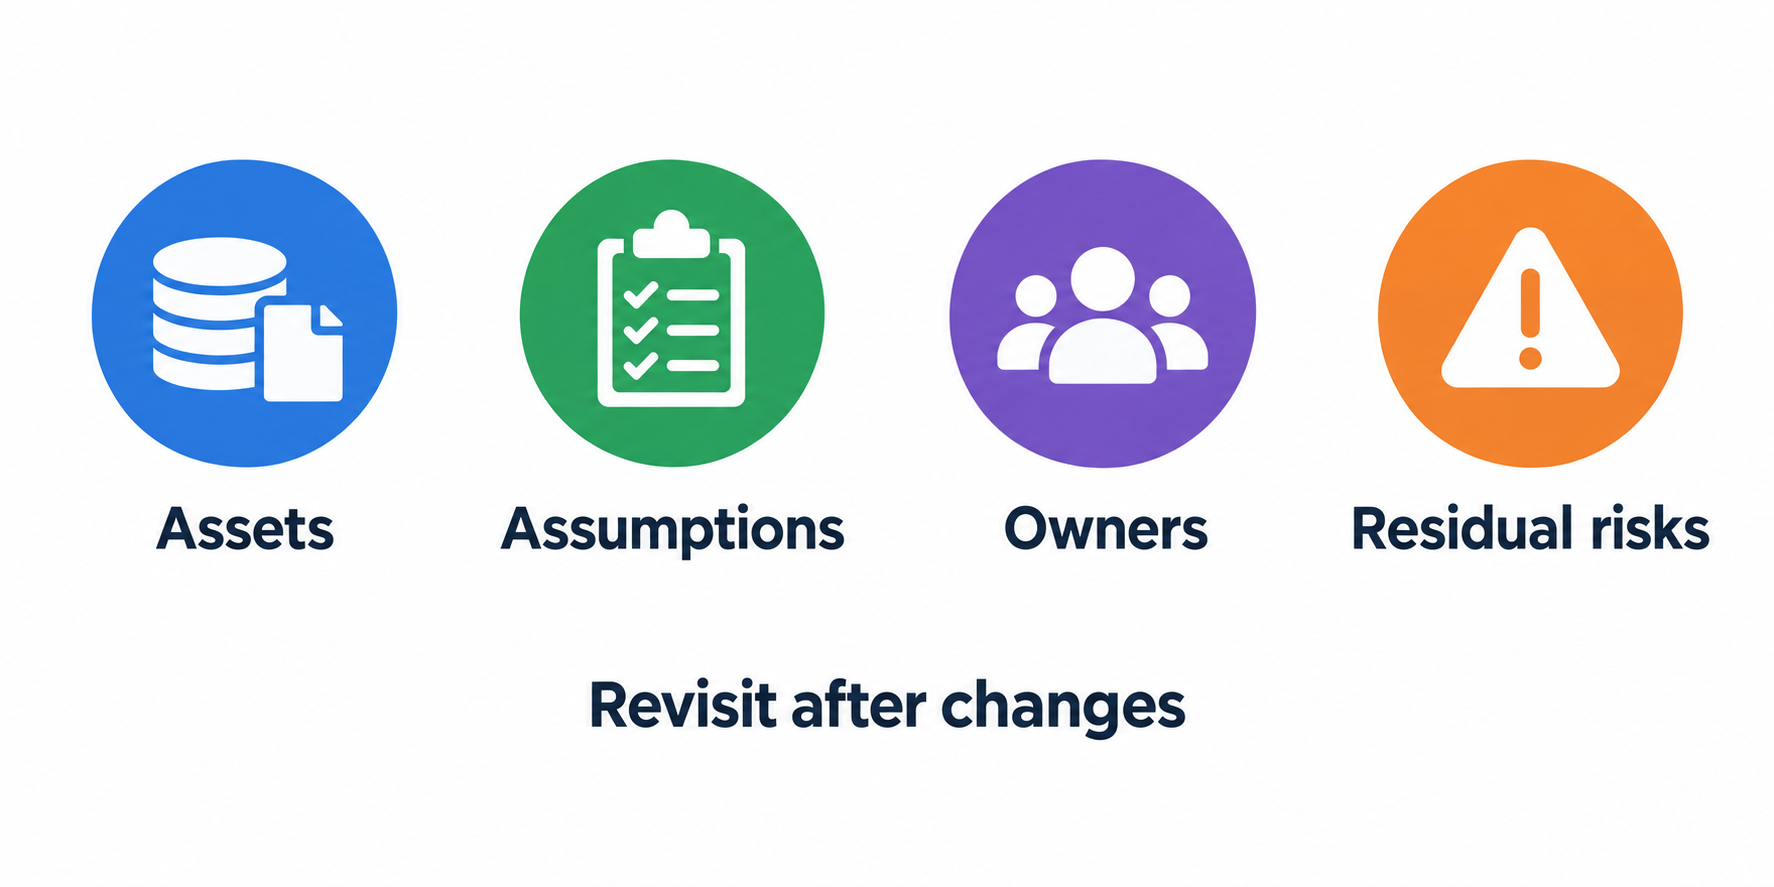 Assets
Assumptions
Owners
Residual risks
Revisit after changes